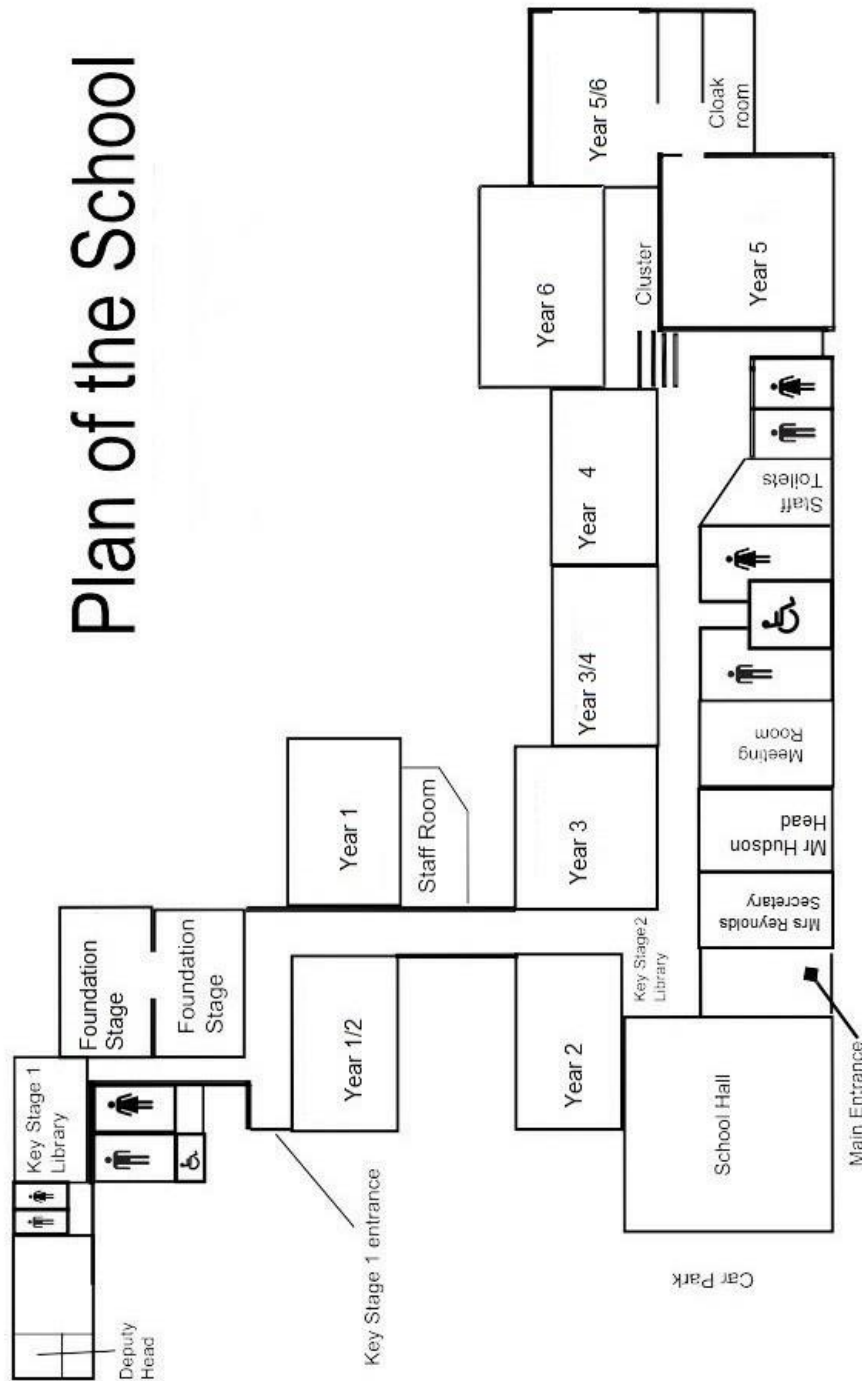 Plan of the School
Deputy
Head
Key Stage 1
Library
Foundation
Stage
Foundation
Stage
Key Stage 1 entrance
Year 1/2
Year 1
Staff Room
Year 2
Year 3
Year 3/4
Year 4
Year 6
Year 5/6
Cluster
Cloak
room
Year 5
Key Stage2
Library
School Hall
Car Park
Main Entrance
Mrs Reynolds
Secretary
Mr Hudson
Head
Meeting
Room
Staff
Toilets